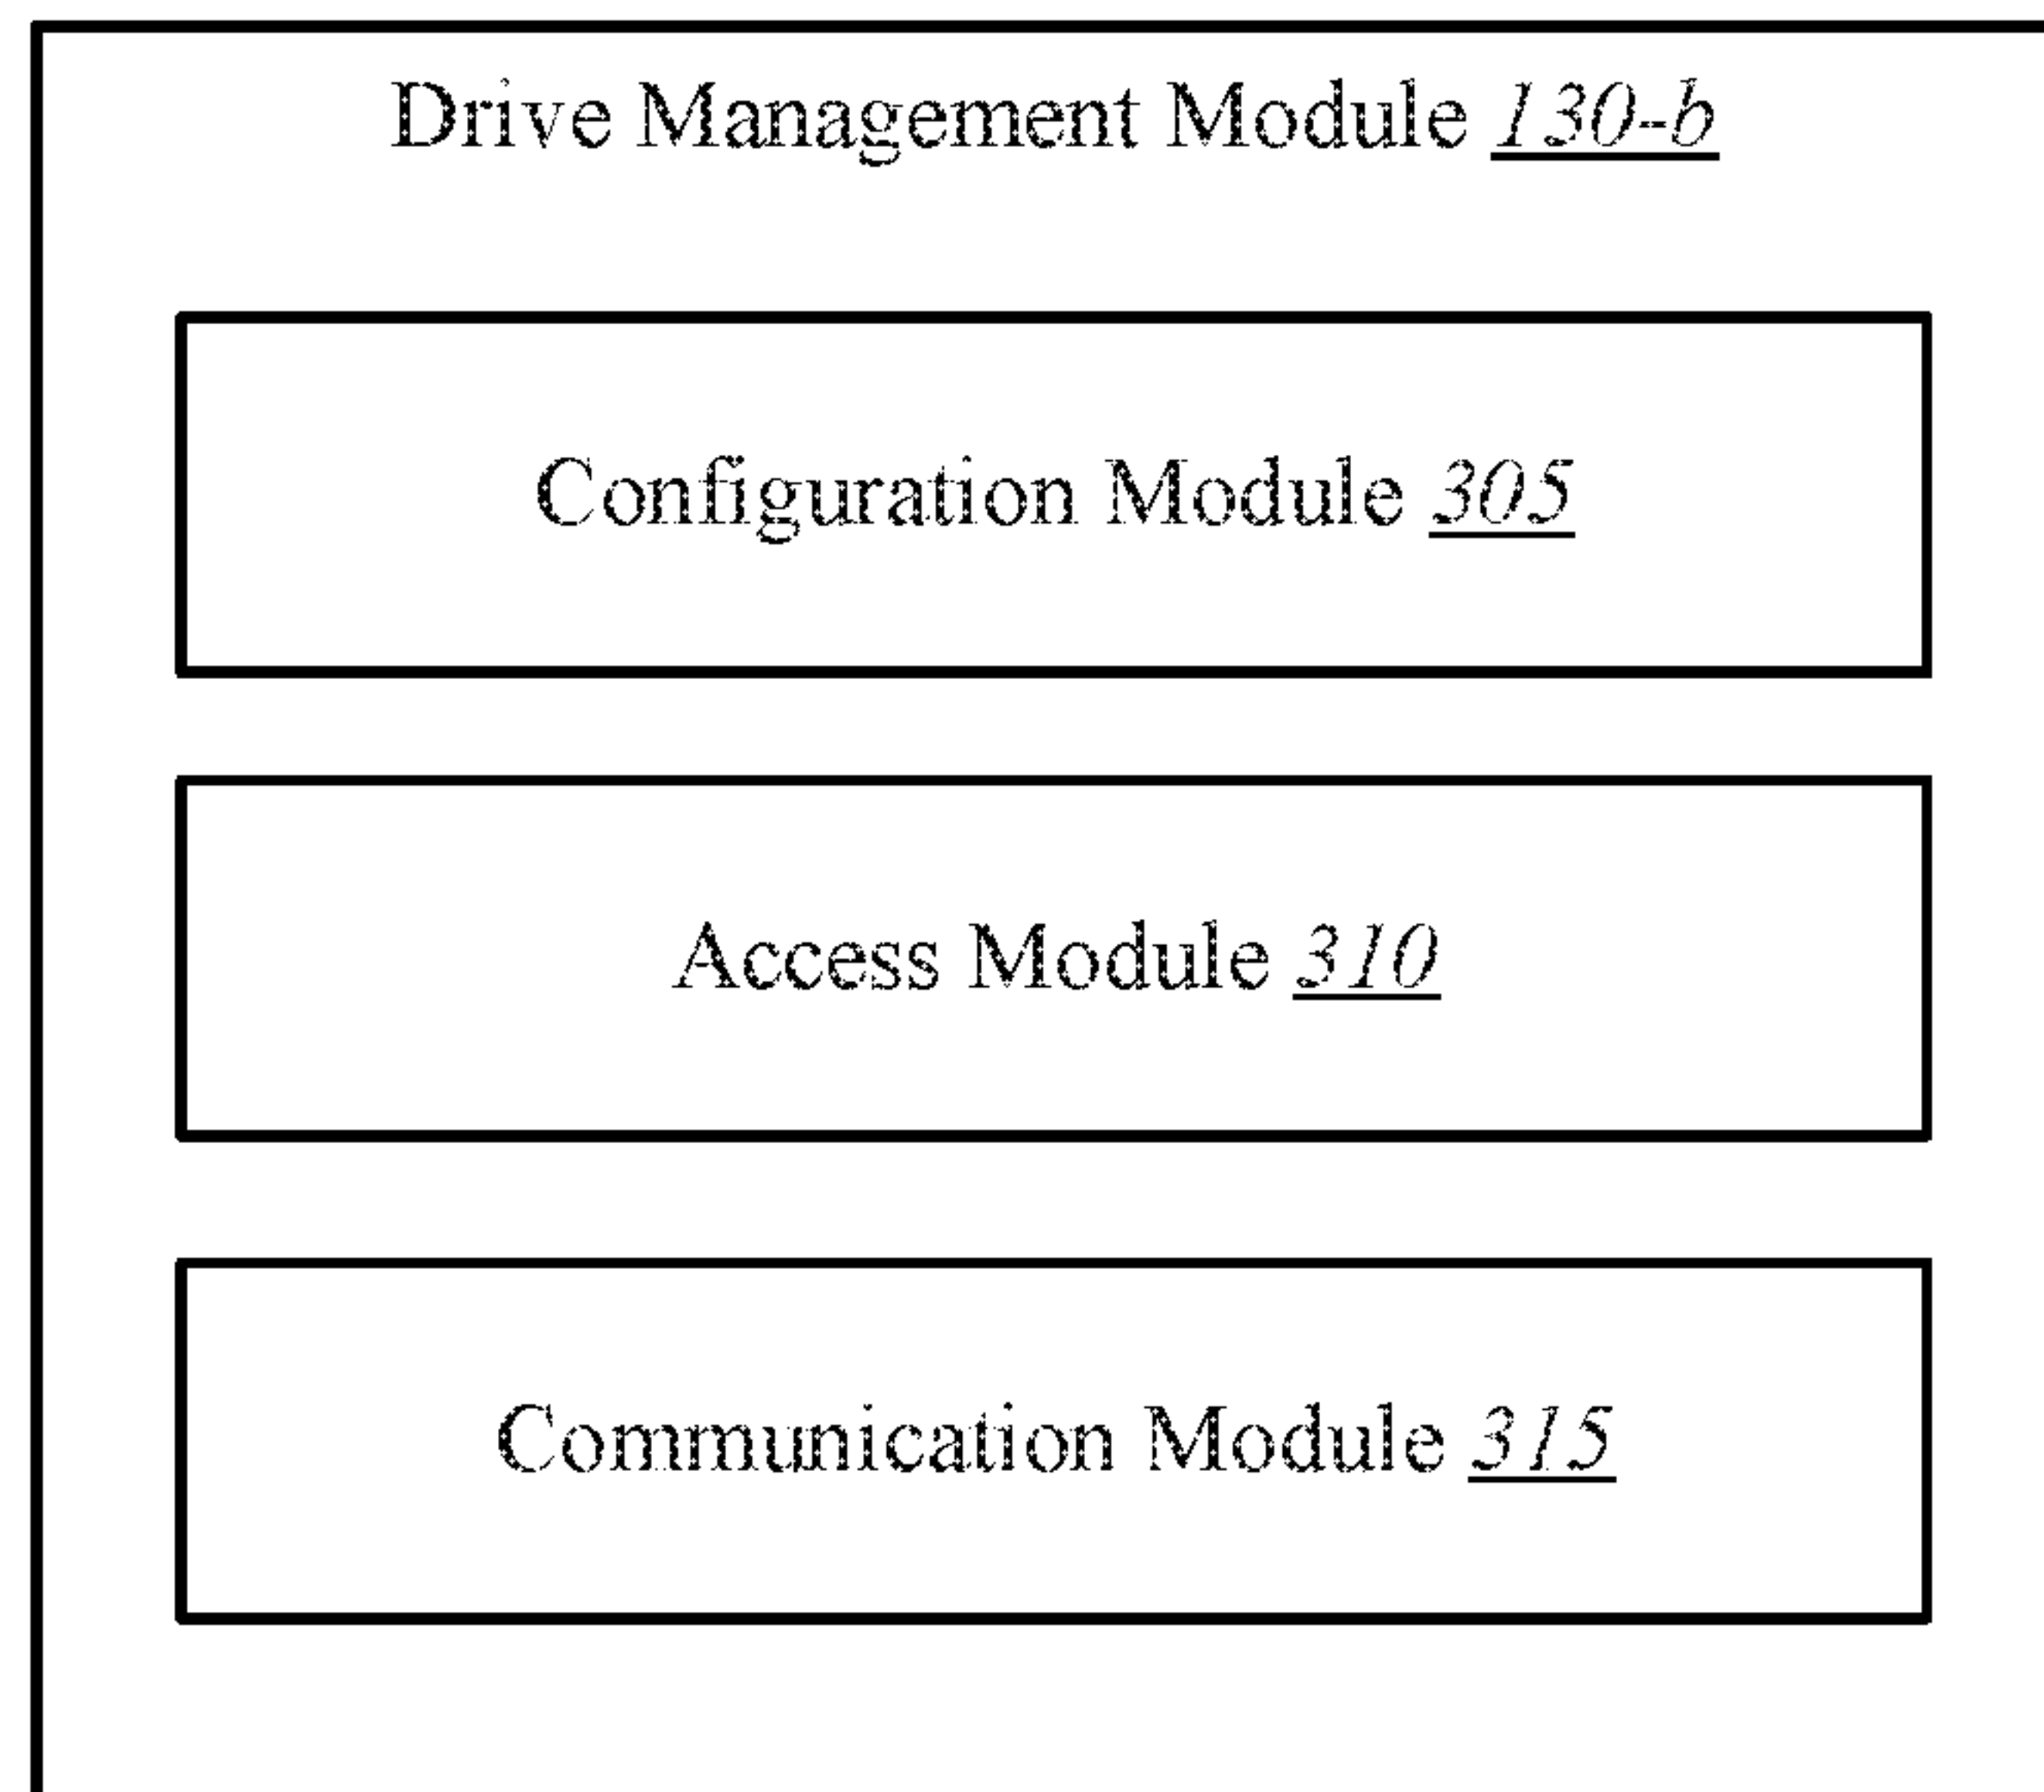 Drive Management Module 130-b
Configuration Module 305
Access Module 310
Communication Module 315